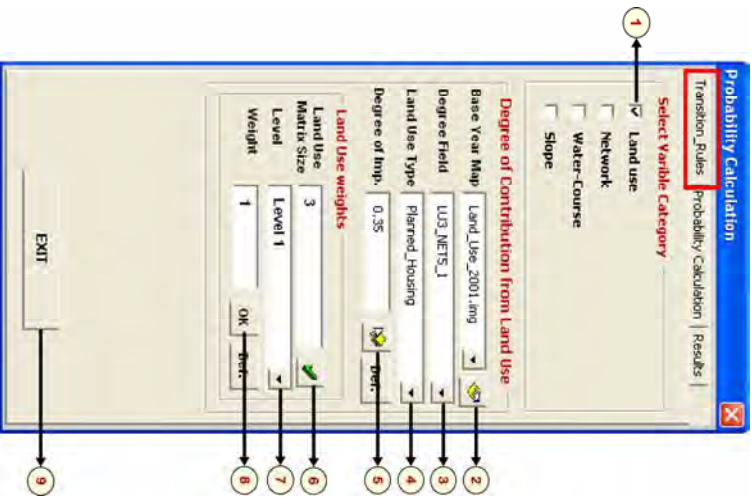 Probability Calculation
Transition_Rules Probability Calculation Results
Select Varible Category
Land use
Network
Water-Course
Slope
Degree of Contribution from Land Use
Base Year Map Land_Use_2001.img
Degree Field LU3_NET5_1
Land Use Type Planned_Housing
Degree of Imp. 0.35 Def.
Land Use weights
Land Use
Matrix Size 3
Level Level 1
Weight 1 OK Def.
EXIT
1
2
3
4
5
6
7
8
9